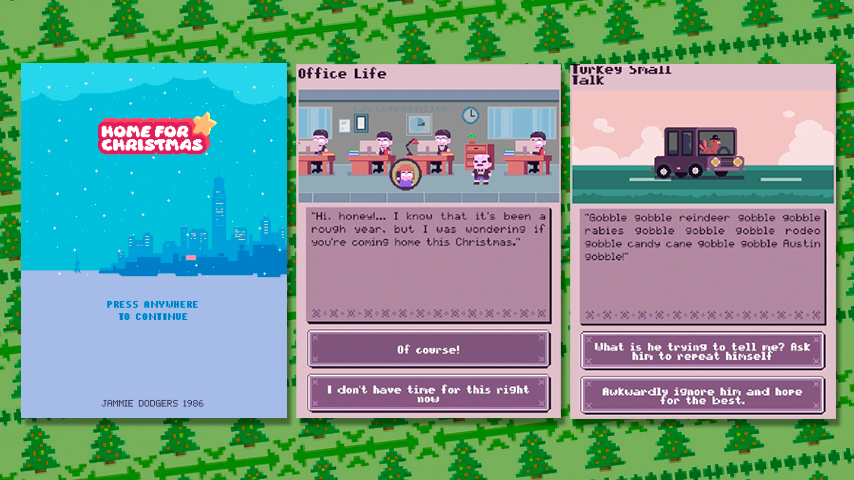 HOME FOR
CHRISTMAS
PRESS ANYWHERE
TO CONTINUE
JAMMIE DODGERS 1986
Office Life
"Hi, honey!... I know that it's been a
rough year, but I was wondering if
you're coming home this Christmas."
Of course!
I don't have time for this right
now
Turkey Small
Talk
"Gobble gobble reindeer gobble gobble
rabies gobble gobble gobble rodeo
gobble candy cane gobble gobble Austin
gobble!"
What is he trying to tell me? Ask
him to repeat himself
Awkwardly ignore him and hope
for the best.